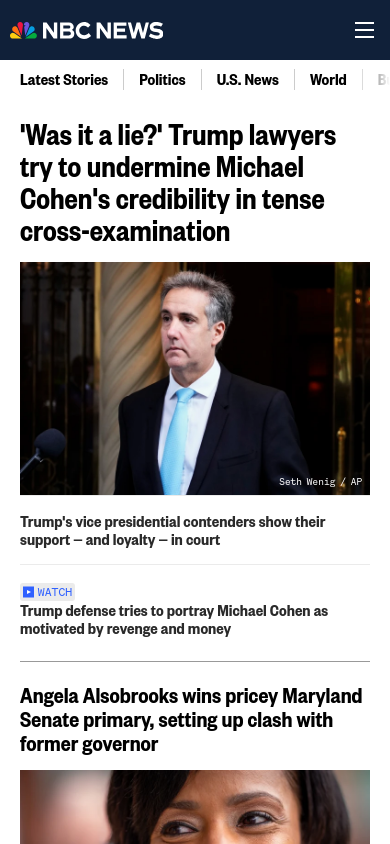 NBC NEWS
Latest Stories
Politics
U.S. News
World
'Was it a lie?' Trump lawyers
try to undermine Michael
Cohen's credibility in tense
cross-examination
Seth Wenig / AP
Trump's vice presidential contenders show their
support — and loyalty — in court
WATCH
Trump defense tries to portray Michael Cohen as
motivated by revenge and money
Angela Alsobrooks wins pricey Maryland
Senate primary, setting up clash with
former governor